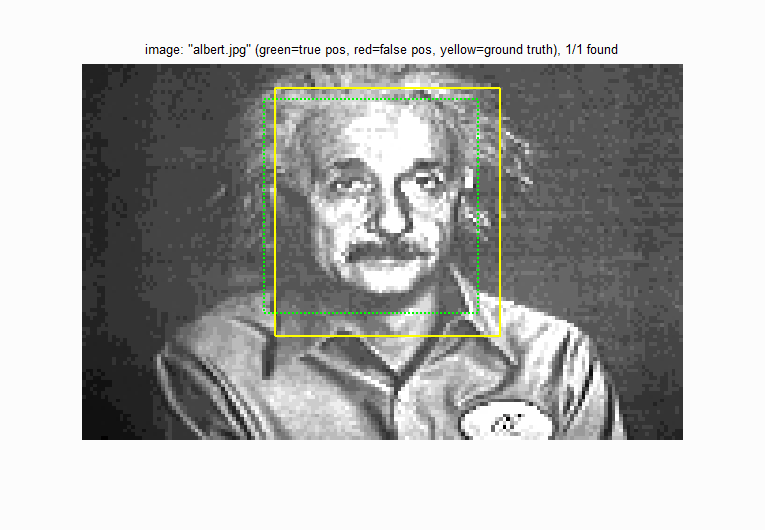 image: "albert.jpg" (green=true pos, red=false pos, yellow=ground truth), 1/1 found